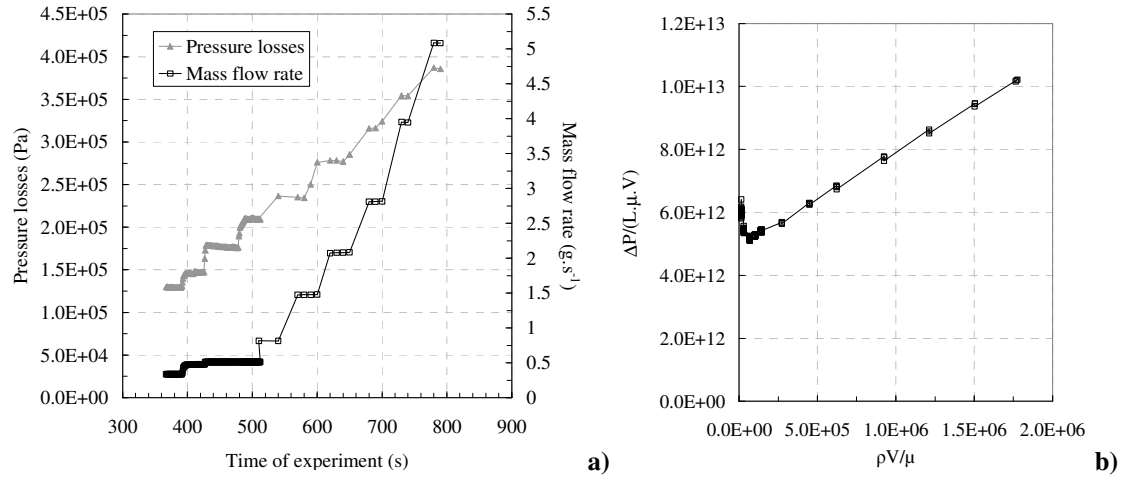 4.5E+05
4.0E+05
3.5E+05
3.0E+05
2.5E+05
2.0E+05
1.5E+05
1.0E+05
5.0E+04
0.0E+00
Pressure losses (Pa)
Pressure losses
Mass flow rate
5.5
5
4.5
4
3.5
3
2.5
2
1.5
1
0.5
0
Mass flow rate (g.s⁻¹)
300 400 500 600 700 800 900
Time of experiment (s)
a)
1.2E+13
1.0E+13
8.0E+12
6.0E+12
4.0E+12
2.0E+12
0.0E+00
ΔP/(L.μ.V)
0.0E+00 5.0E+05 1.0E+06 1.5E+06 2.0E+06
ρV/μ
b)